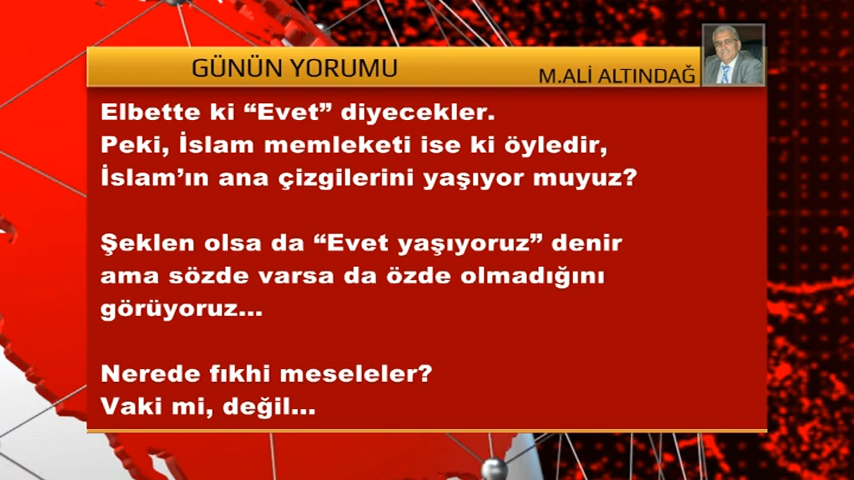 GÜNÜN YORUMU
M.ALİ ALTINDAĞ
Elbette ki “Evet” diyecekler.
Peki, İslam memleketi ise ki öyledir,
İslam’ın ana çizgilerini yaşıyor muyuz?
Şeklen olsa da “Evet yaşıyoruz” denir
ama sözde varsa da özde olmadığını
görüyoruz...
Nerede fıkhi meseleler?
Vaki mi, değil...